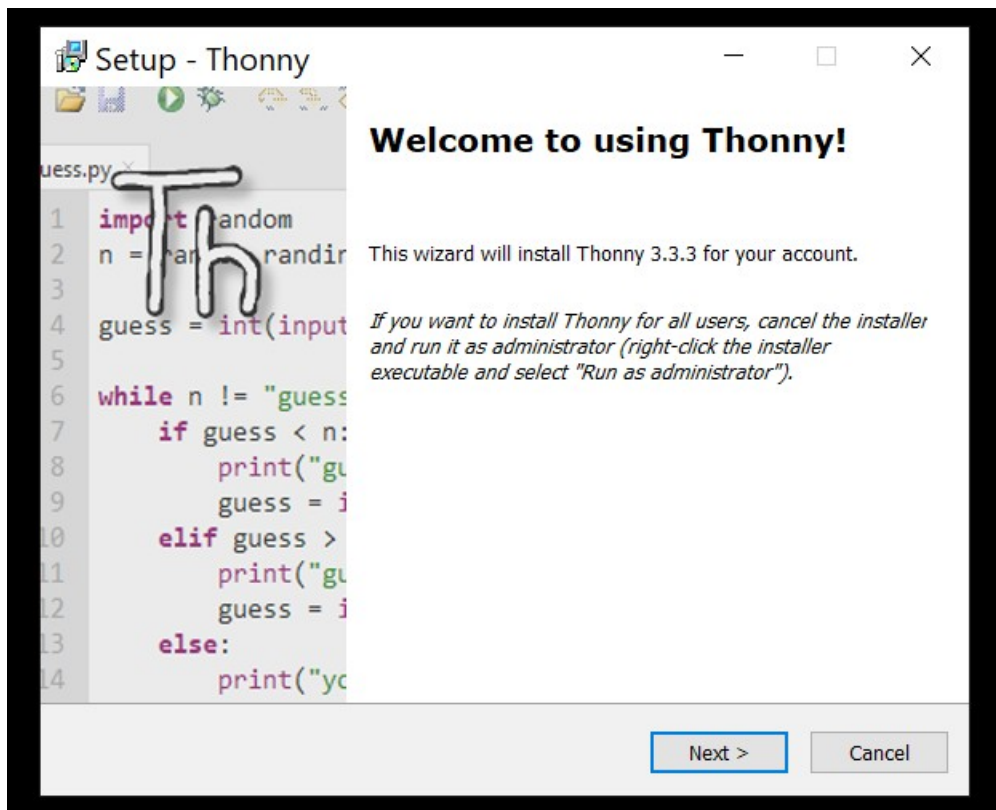 Setup - Thonny
uess.py
Th
1 import random
2 n = ran randin
3
4 guess = int(input
5
6 while n != "guess
7 if guess < n:
8 print("gu
9 guess = i
10 elif guess >
11 print("gu
12 guess = i
13 else:
14 print("yo
Welcome to using Thonny!
This wizard will install Thonny 3.3.3 for your account.
If you want to install Thonny for all users, cancel the installer
and run it as administrator (right-click the installer
executable and select "Run as administrator").
Next >
Cancel